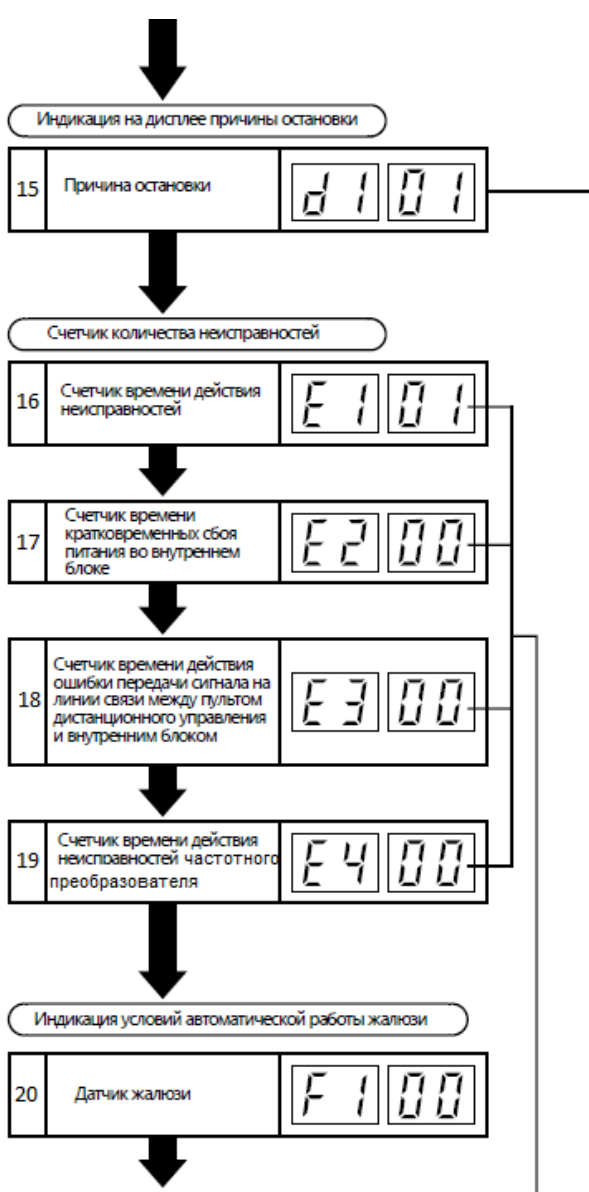 Индикация на дисплее причины остановки
15 Причина остановки d1 01
Счетчик количества неисправностей
16 Счетчик времени действия
неисправностей E1 01
17 Счетчик времени
кратковременных сбоя
питания во внутреннем
блоке E2 00
18 Счетчик времени действия
ошибки передачи сигнала на
линии связи между пультом
дистанционного управления
и внутренним блоком E3 00
19 Счетчик времени действия
неисправностей частотного
преобразователя E4 00
Индикация условий автоматической работы жалюзи
20 Датчик жалюзи F1 00